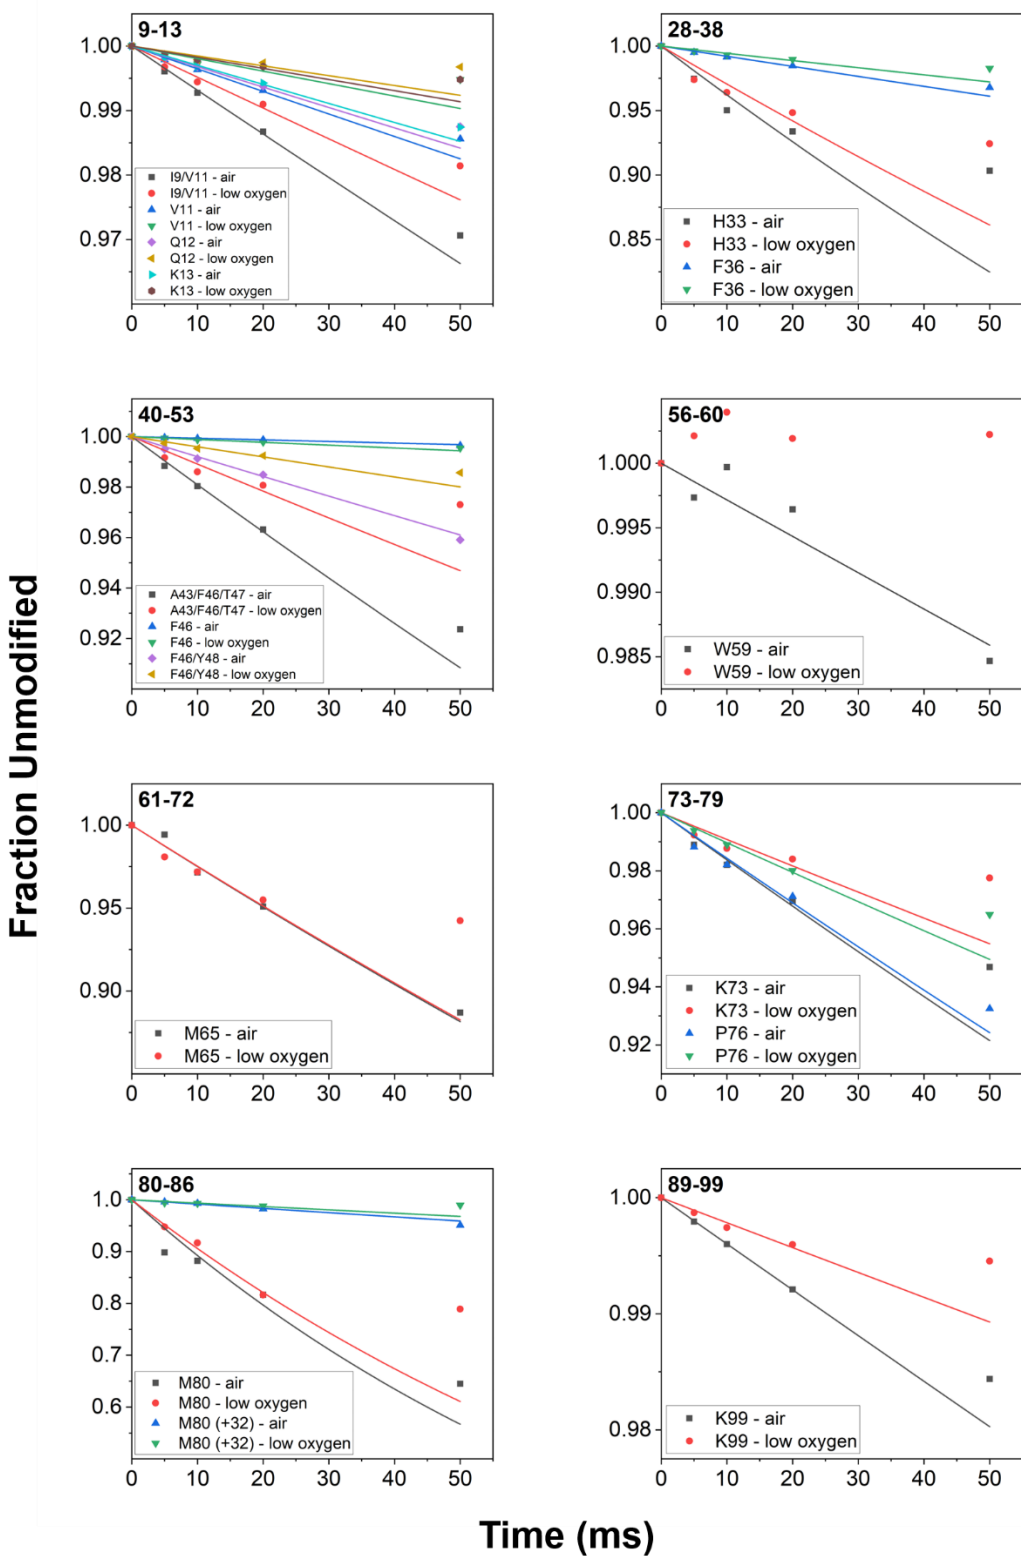 Fraction Unmodified
9-13
1.00
0.99
0.98
0.97
I9/V11 - air
I9/V11 - low oxygen
V11 - air
V11 - low oxygen
Q12 - air
Q12 - low oxygen
K13 - air
K13 - low oxygen
0 10 20 30 40 50
28-38
1.00
0.95
0.90
0.85
H33 - air
H33 - low oxygen
F36 - air
F36 - low oxygen
0 10 20 30 40 50
40-53
1.00
0.98
0.96
0.94
0.92
A43/F46/T47 - air
A43/F46/T47 - low oxygen
F46 - air
F46 - low oxygen
F46/Y48 - air
F46/Y48 - low oxygen
0 10 20 30 40 50
56-60
1.000
0.995
0.990
0.985
W59 - air
W59 - low oxygen
0 10 20 30 40 50
61-72
1.00
0.95
0.90
M65 - air
M65 - low oxygen
0 10 20 30 40 50
73-79
1.00
0.98
0.96
0.94
0.92
K73 - air
K73 - low oxygen
P76 - air
P76 - low oxygen
0 10 20 30 40 50
80-86
1.0
0.9
0.8
0.7
0.6
M80 - air
M80 - low oxygen
M80 (+32) - air
M80 (+32) - low oxygen
0 10 20 30 40 50
89-99
1.00
0.99
0.98
K99 - air
K99 - low oxygen
0 10 20 30 40 50
Time (ms)